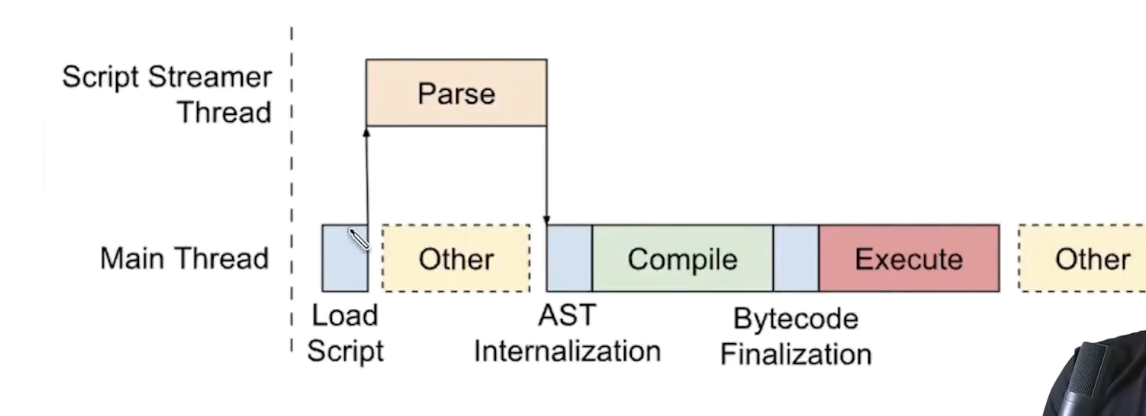 Script Streamer
Thread
Parse
Main Thread
Other
Compile
Execute
Other
Load
Script
AST
Internalization
Bytecode
Finalization